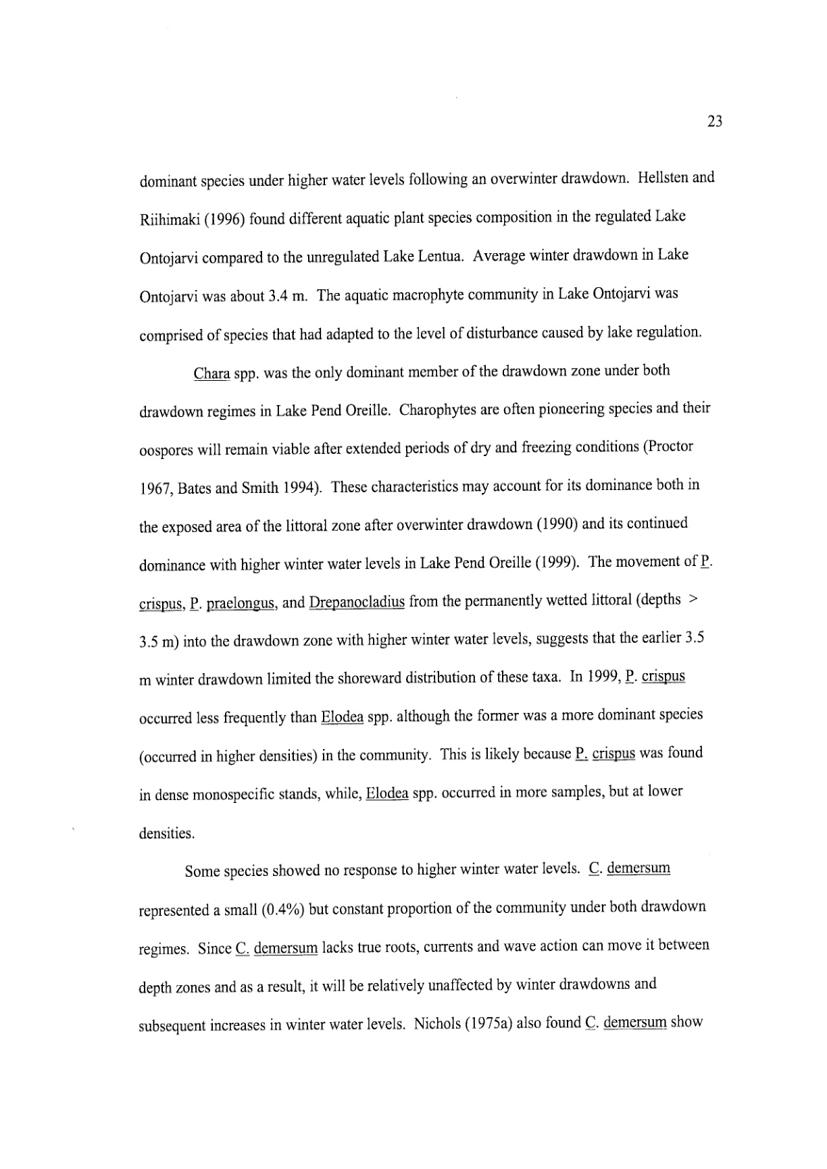 23
dominant species under higher water levels following an overwinter drawdown. Hellsten and
Riihimaki (1996) found different aquatic plant species composition in the regulated Lake
Ontojarvi compared to the unregulated Lake Lentua. Average winter drawdown in Lake
Ontojarvi was about 3.4 m. The aquatic macrophyte community in Lake Ontojarvi was
comprised of species that had adapted to the level of disturbance caused by lake regulation.
Chara spp. was the only dominant member of the drawdown zone under both
drawdown regimes in Lake Pend Oreille. Charophytes are often pioneering species and their
oospores will remain viable after extended periods of dry and freezing conditions (Proctor
1967, Bates and Smith 1994). These characteristics may account for its dominance both in
the exposed area of the littoral zone after overwinter drawdown (1990) and its continued
dominance with higher winter water levels in Lake Pend Oreille (1999). The movement of P.
crispus, P. praelongus, and Drepanocladius from the permanently wetted littoral (depths >
3.5 m) into the drawdown zone with higher winter water levels, suggests that the earlier 3.5
m winter drawdown limited the shoreward distribution of these taxa. In 1999, P. crispus
occurred less frequently than Elodea spp. although the former was a more dominant species
(occurred in higher densities) in the community. This is likely because P. crispus was found
in dense monospecific stands, while, Elodea spp. occurred in more samples, but at lower
densities.
Some species showed no response to higher winter water levels. C. demersum
represented a small (0.4%) but constant proportion of the community under both drawdown
regimes. Since C. demersum lacks true roots, currents and wave action can move it between
depth zones and as a result, it will be relatively unaffected by winter drawdowns and
subsequent increases in winter water levels. Nichols (1975a) also found C. demersum show